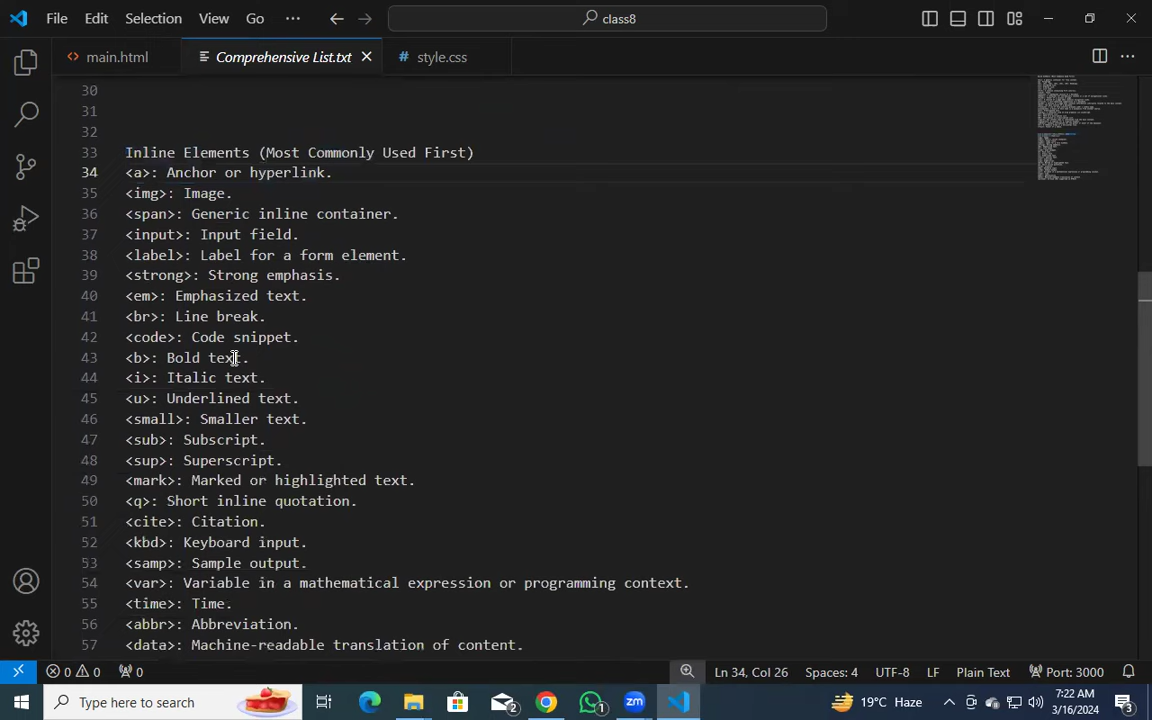 File Edit Selection View Go ··· class8
main.html Comprehensive List.txt # style.css
30
31
32
33 Inline Elements (Most Commonly Used First)
34 <a>: Anchor or hyperlink.
35 <img>: Image.
36 <span>: Generic inline container.
37 <input>: Input field.
38 <label>: Label for a form element.
39 <strong>: Strong emphasis.
40 <em>: Emphasized text.
41 <br>: Line break.
42 <code>: Code snippet.
43 <b>: Bold text.
44 <i>: Italic text.
45 <u>: Underlined text.
46 <small>: Smaller text.
47 <sub>: Subscript.
48 <sup>: Superscript.
49 <mark>: Marked or highlighted text.
50 <q>: Short inline quotation.
51 <cite>: Citation.
52 <kbd>: Keyboard input.
53 <samp>: Sample output.
54 <var>: Variable in a mathematical expression or programming context.
55 <time>: Time.
56 <abbr>: Abbreviation.
57 <data>: Machine-readable translation of content.
0 0 0 Ln 34, Col 26 Spaces: 4 UTF-8 LF Plain Text Port: 3000
Type here to search 2 1 19°C Haze 7:22 AM
3/16/2024 3